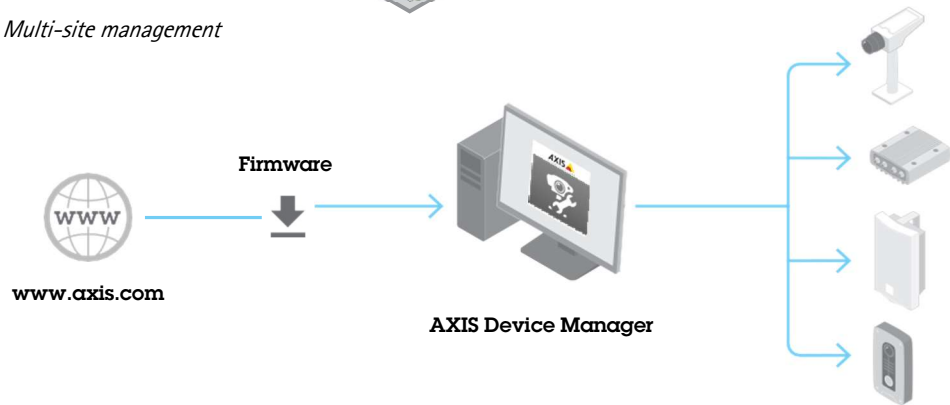 Multi-site management
Firmware
AXIS
www
www.axis.com
AXIS Device Manager